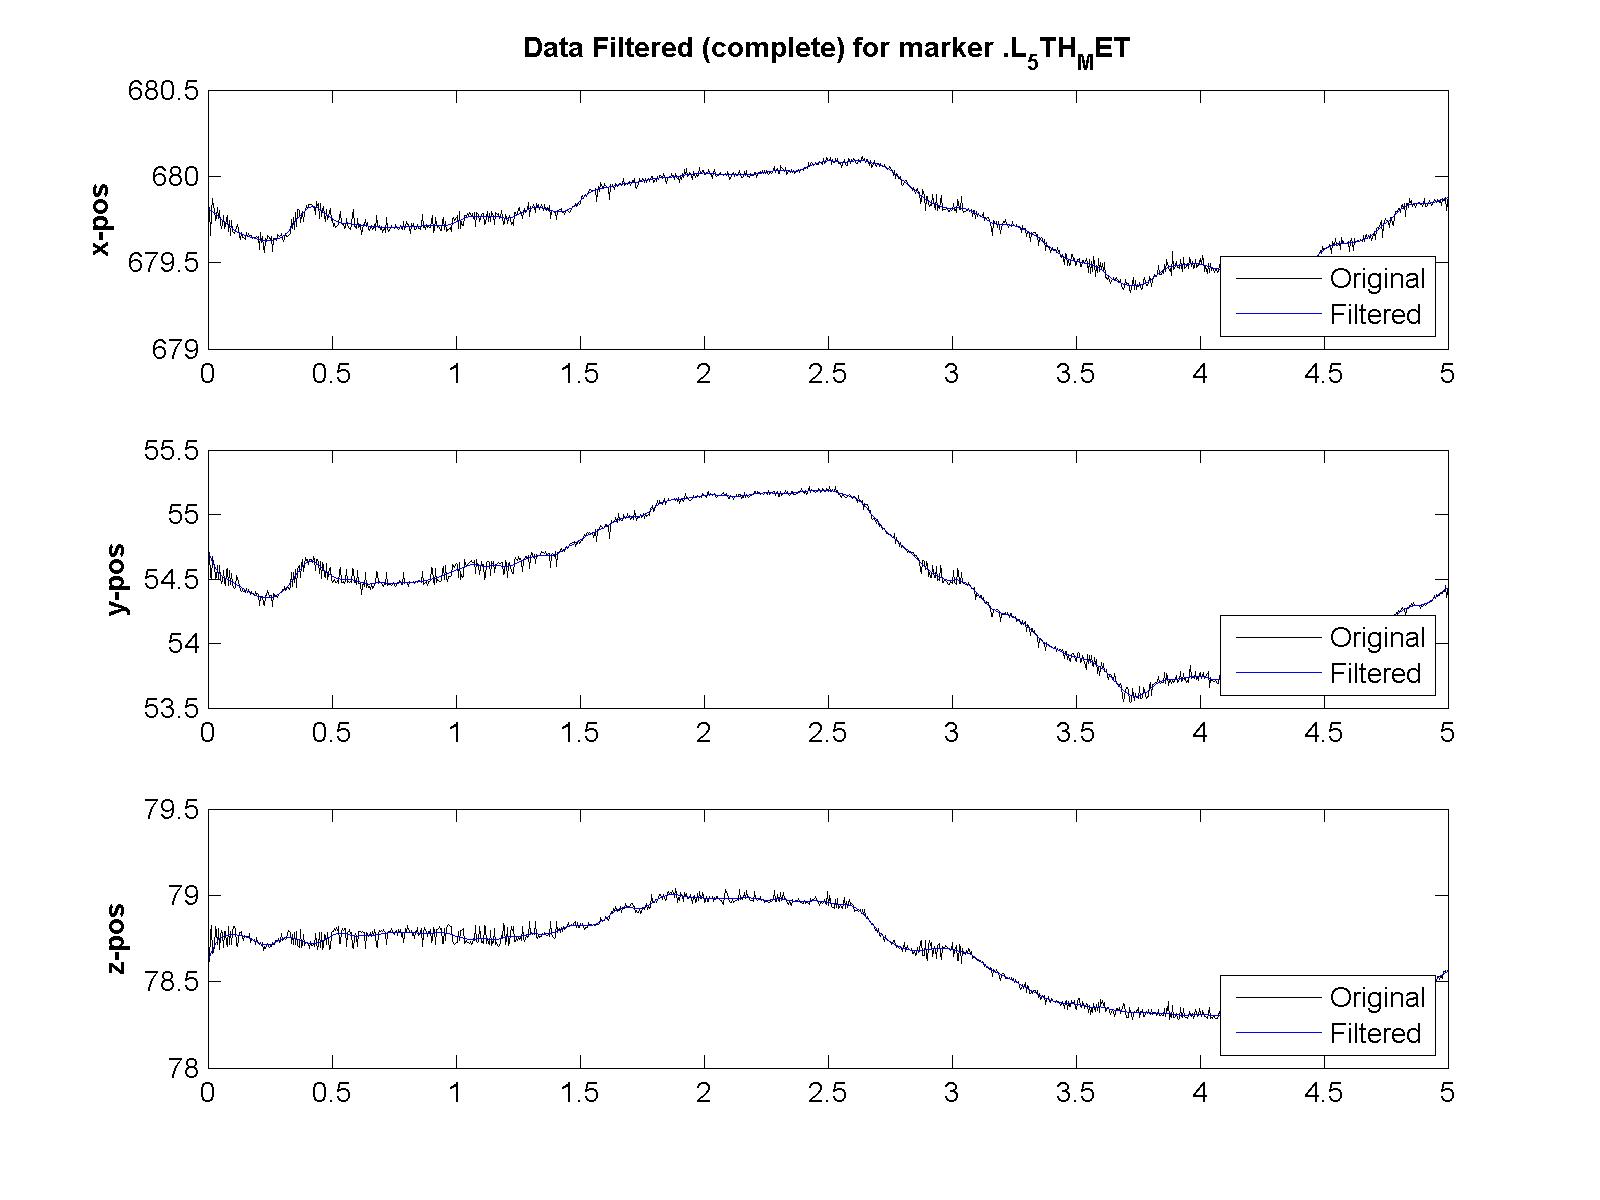 Data Filtered (complete) for marker .L5THMET
680.5
680
679.5
679
x-pos
Original
Filtered
0 0.5 1 1.5 2 2.5 3 3.5 4 4.5 5
55.5
55
54.5
54
53.5
y-pos
Original
Filtered
0 0.5 1 1.5 2 2.5 3 3.5 4 4.5 5
79.5
79
78.5
78
z-pos
Original
Filtered
0 0.5 1 1.5 2 2.5 3 3.5 4 4.5 5